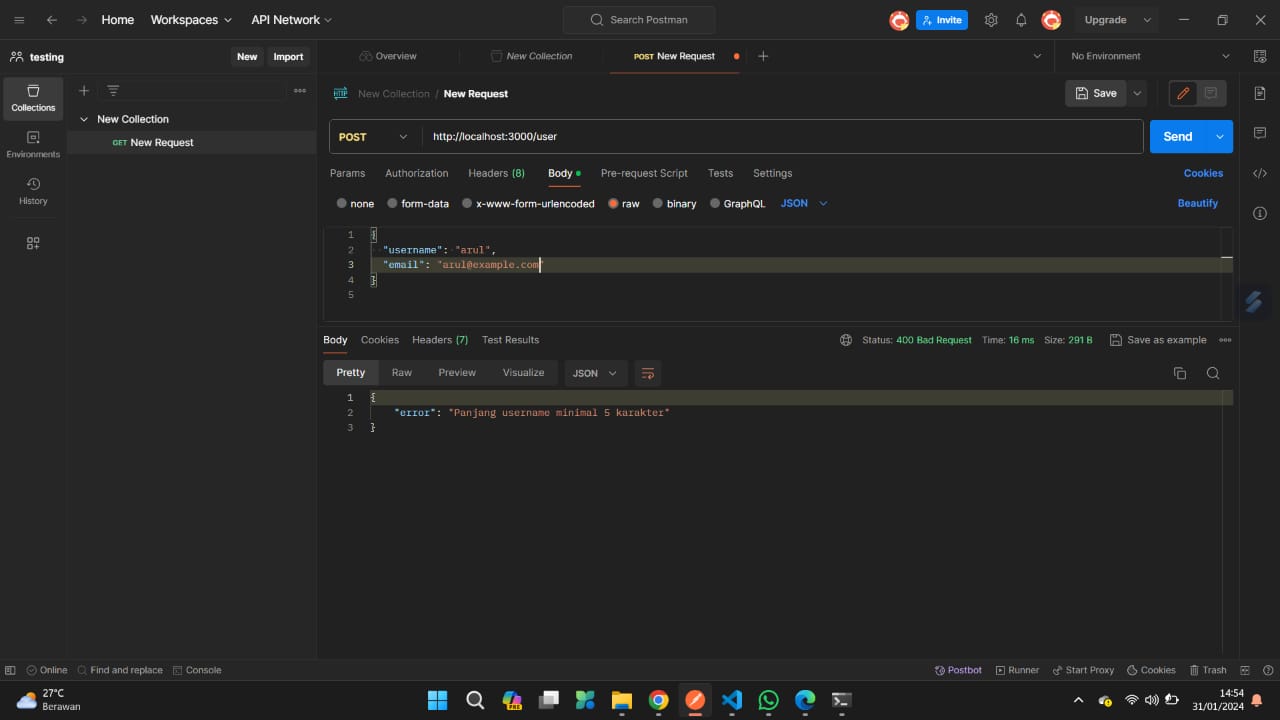 Home Workspaces API Network Search Postman Invite Upgrade
testing New Import Overview New Collection POST New Request No Environment
Collections
Environments
History
New Collection
GET New Request
New Collection / New Request Save
POST http://localhost:3000/user Send
Params Authorization Headers (8) Body Pre-request Script Tests Settings Cookies
none form-data x-www-form-urlencoded raw binary GraphQL JSON Beautify
1 {
2 "username": "arul",
3 "email": "arul@example.com"
4 }
5
Body Cookies Headers (7) Test Results Status: 400 Bad Request Time: 16 ms Size: 291 B Save as example
Pretty Raw Preview Visualize JSON
1 {
2 "error": "Panjang username minimal 5 karakter"
3 }
Online Find and replace Console Postbot Runner Start Proxy Cookies Trash
27°C
Berawan
PRE
14:54
31/01/2024